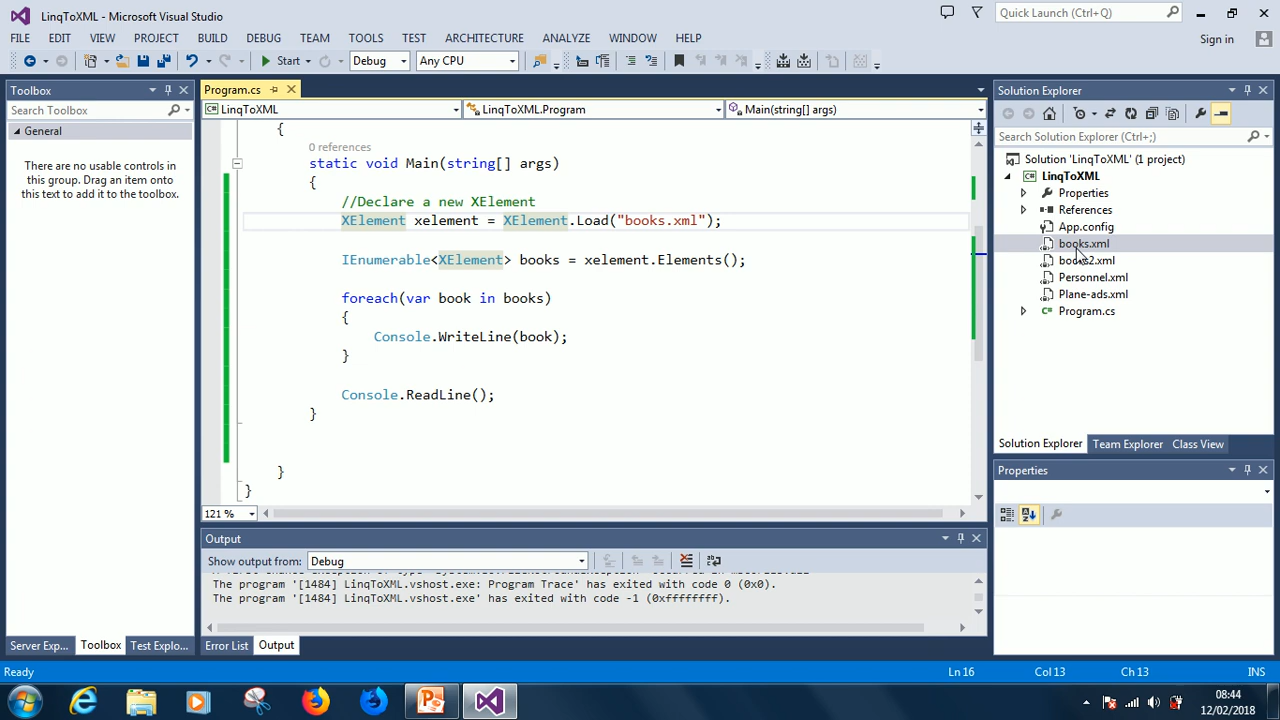 LinqToXML - Microsoft Visual Studio
Quick Launch (Ctrl+Q)
FILE EDIT VIEW PROJECT BUILD DEBUG TEAM TOOLS TEST ARCHITECTURE ANALYZE WINDOW HELP
Sign in
Start Debug Any CPU
Toolbox
Search Toolbox
General
There are no usable controls in
this group. Drag an item onto
this text to add it to the toolbox.
Server Exp... Toolbox Test Explo...
Program.cs
LinqToXML LinqToXML.Program Main(string[] args)
{
0 references
static void Main(string[] args)
{
//Declare a new XElement
XElement xelement = XElement.Load("books.xml");
IEnumerable<XElement> books = xelement.Elements();
foreach(var book in books)
{
Console.WriteLine(book);
}
Console.ReadLine();
}
}
}
121 %
Output
Show output from: Debug
The program '[1484] LinqToXML.vshost.exe: Program Trace' has exited with code 0 (0x0).
The program '[1484] LinqToXML.vshost.exe' has exited with code -1 (0xffffffff).
Error List Output
Solution Explorer
Search Solution Explorer (Ctrl+;)
Solution 'LinqToXML' (1 project)
LinqToXML
Properties
References
App.config
books.xml
books2.xml
Personnel.xml
Plane-ads.xml
Program.cs
Solution Explorer Team Explorer Class View
Properties
Ready Ln 16 Col 13 Ch 13 INS
08:44
12/02/2018